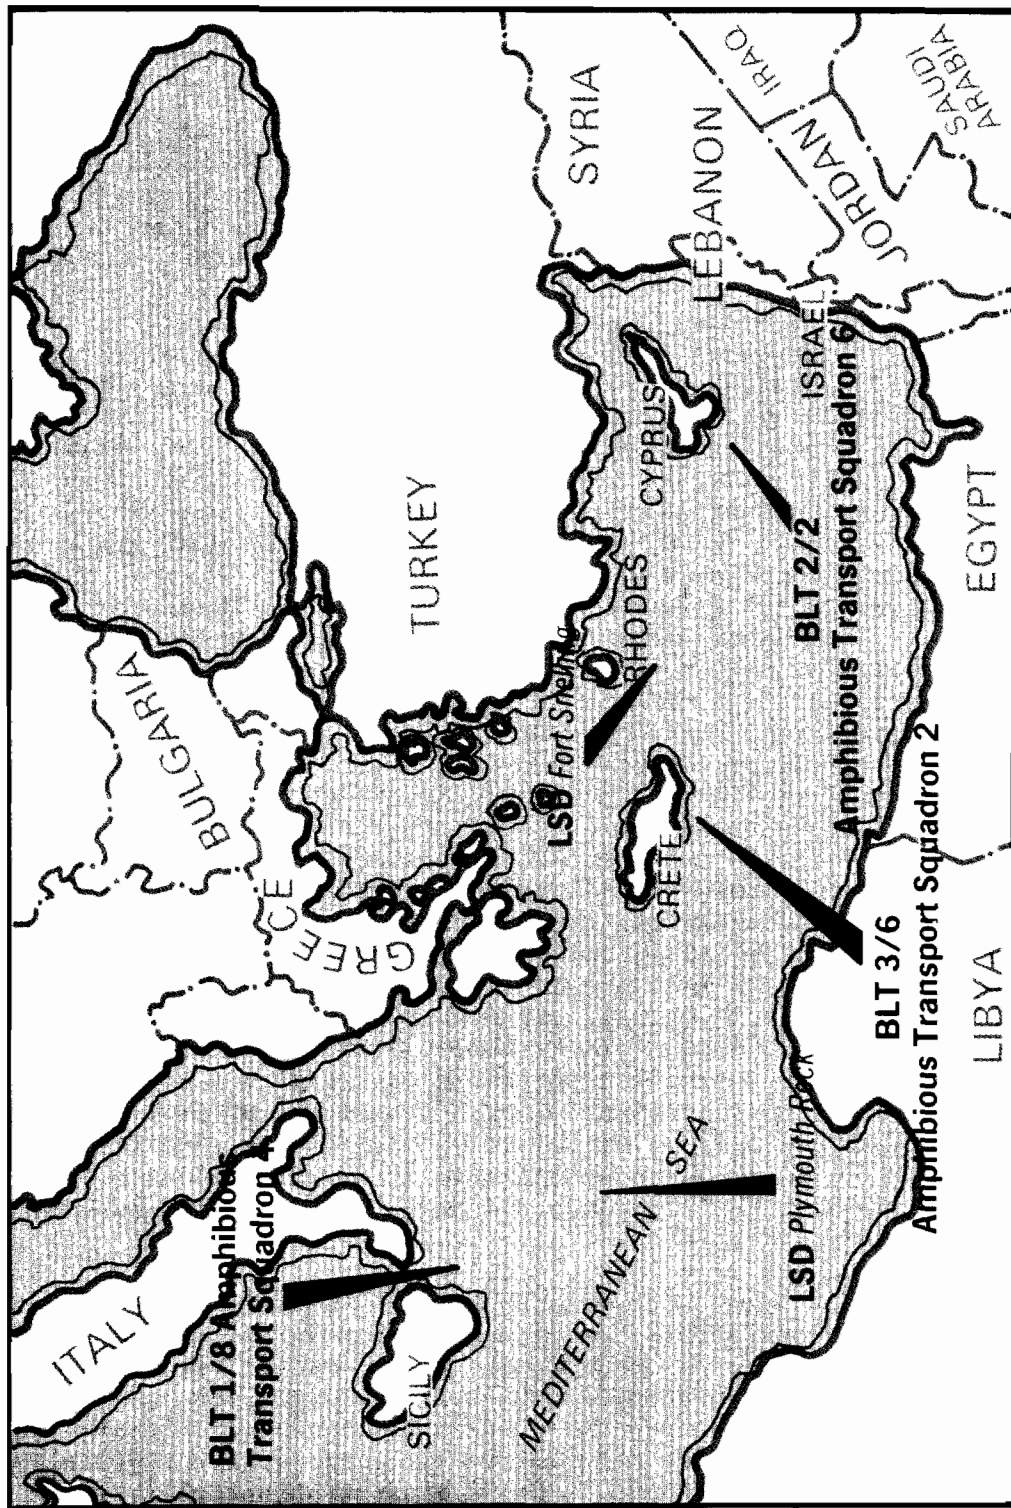 ITALY
BLT 1/8 Amphibious
Transport Squadron 4
SICILY
MEDITERRANEAN SEA
LSD Plymouth Rock
LIBYA
BLT 3/6
Amphibious Transport Squadron 2
GREECE
BULGARIA
CRETE
LSD Fort Snelling
RHODES
TURKEY
CYPRUS
BLT 2/2
Amphibious Transport Squadron 6
EGYPT
ISRAEL
LEBANON
SYRIA
JORDAN
IRAQ
SAUDI
ARABIA